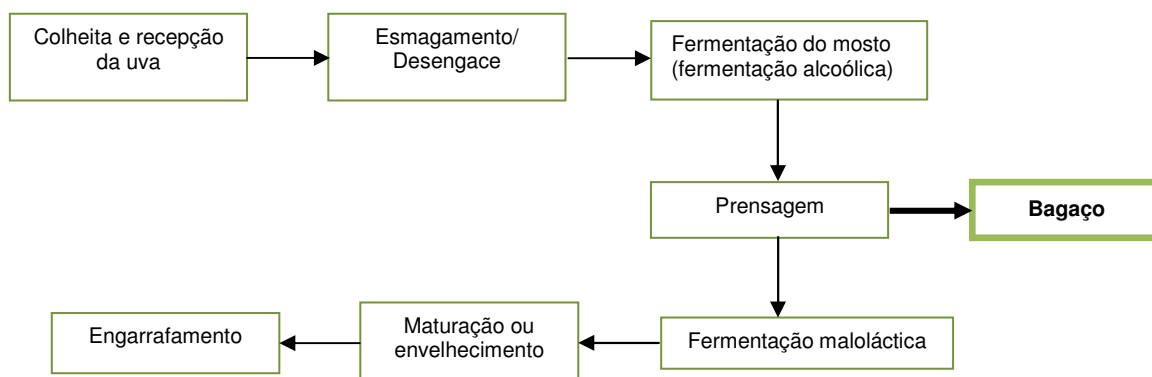 Colheita e recepção
da uva
Esmagamento/
Desengace
Fermentação do mosto
(fermentação alcoólica)
Prensagem
Bagaço
Fermentação maloláctica
Maturação ou
envelhecimento
Engarrafamento